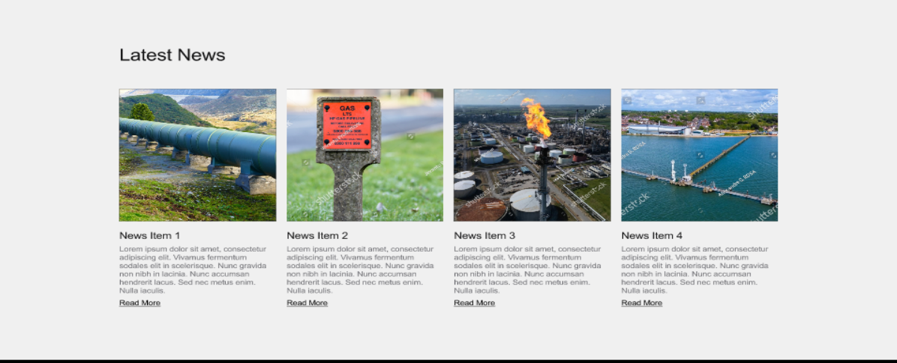 Latest News
GAS
LPG
shutterstock
News Item 1
Lorem ipsum dolor sit amet, consectetur
adipiscing elit. Vivamus fermentum
sodales elit in scelerisque. Nunc gravida
non nibh in lacinia. Nunc accumsan
hendrerit lacus. Sed nec metus enim.
Nulla iaculis.
Read More
News Item 2
Lorem ipsum dolor sit amet, consectetur
adipiscing elit. Vivamus fermentum
sodales elit in scelerisque. Nunc gravida
non nibh in lacinia. Nunc accumsan
hendrerit lacus. Sed nec metus enim.
Nulla iaculis.
Read More
News Item 3
Lorem ipsum dolor sit amet, consectetur
adipiscing elit. Vivamus fermentum
sodales elit in scelerisque. Nunc gravida
non nibh in lacinia. Nunc accumsan
hendrerit lacus. Sed nec metus enim.
Nulla iaculis.
Read More
News Item 4
Lorem ipsum dolor sit amet, consectetur
adipiscing elit. Vivamus fermentum
sodales elit in scelerisque. Nunc gravida
non nibh in lacinia. Nunc accumsan
hendrerit lacus. Sed nec metus enim.
Nulla iaculis.
Read More